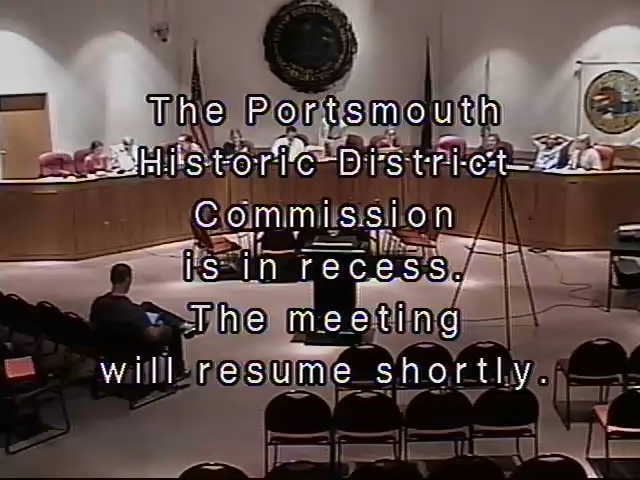 The Portsmouth
Historic District
Commission
is in recess.
The meeting
will resume shortly.